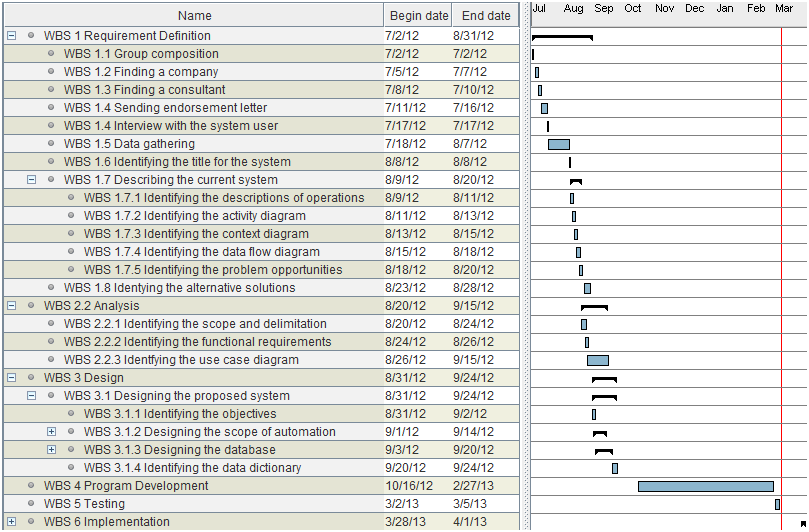 Name Begin date End date Jul Aug Sep Oct Nov Dec Jan Feb Mar
WBS 1 Requirement Definition 7/2/12 8/31/12
WBS 1.1 Group composition 7/2/12 7/2/12
WBS 1.2 Finding a company 7/5/12 7/7/12
WBS 1.3 Finding a consultant 7/8/12 7/10/12
WBS 1.4 Sending endorsement letter 7/11/12 7/16/12
WBS 1.4 Interview with the system user 7/17/12 7/17/12
WBS 1.5 Data gathering 7/18/12 8/7/12
WBS 1.6 Identifying the title for the system 8/8/12 8/8/12
WBS 1.7 Describing the current system 8/9/12 8/20/12
WBS 1.7.1 Identifying the descriptions of operations 8/9/12 8/11/12
WBS 1.7.2 Identifying the activity diagram 8/11/12 8/13/12
WBS 1.7.3 Identifying the context diagram 8/13/12 8/15/12
WBS 1.7.4 Identifying the data flow diagram 8/15/12 8/18/12
WBS 1.7.5 Identifying the problem opportunities 8/18/12 8/20/12
WBS 1.8 Identying the alternative solutions 8/23/12 8/28/12
WBS 2.2 Analysis 8/20/12 9/15/12
WBS 2.2.1 Identifying the scope and delimitation 8/20/12 8/24/12
WBS 2.2.2 Identifying the functional requirements 8/24/12 8/26/12
WBS 2.2.3 Identfying the use case diagram 8/26/12 9/15/12
WBS 3 Design 8/31/12 9/24/12
WBS 3.1 Designing the proposed system 8/31/12 9/24/12
WBS 3.1.1 Identifying the objectives 8/31/12 9/2/12
WBS 3.1.2 Designing the scope of automation 9/1/12 9/14/12
WBS 3.1.3 Designing the database 9/3/12 9/20/12
WBS 3.1.4 Identifying the data dictionary 9/20/12 9/24/12
WBS 4 Program Development 10/16/12 2/27/13
WBS 5 Testing 3/2/13 3/5/13
WBS 6 Implementation 3/28/13 4/1/13